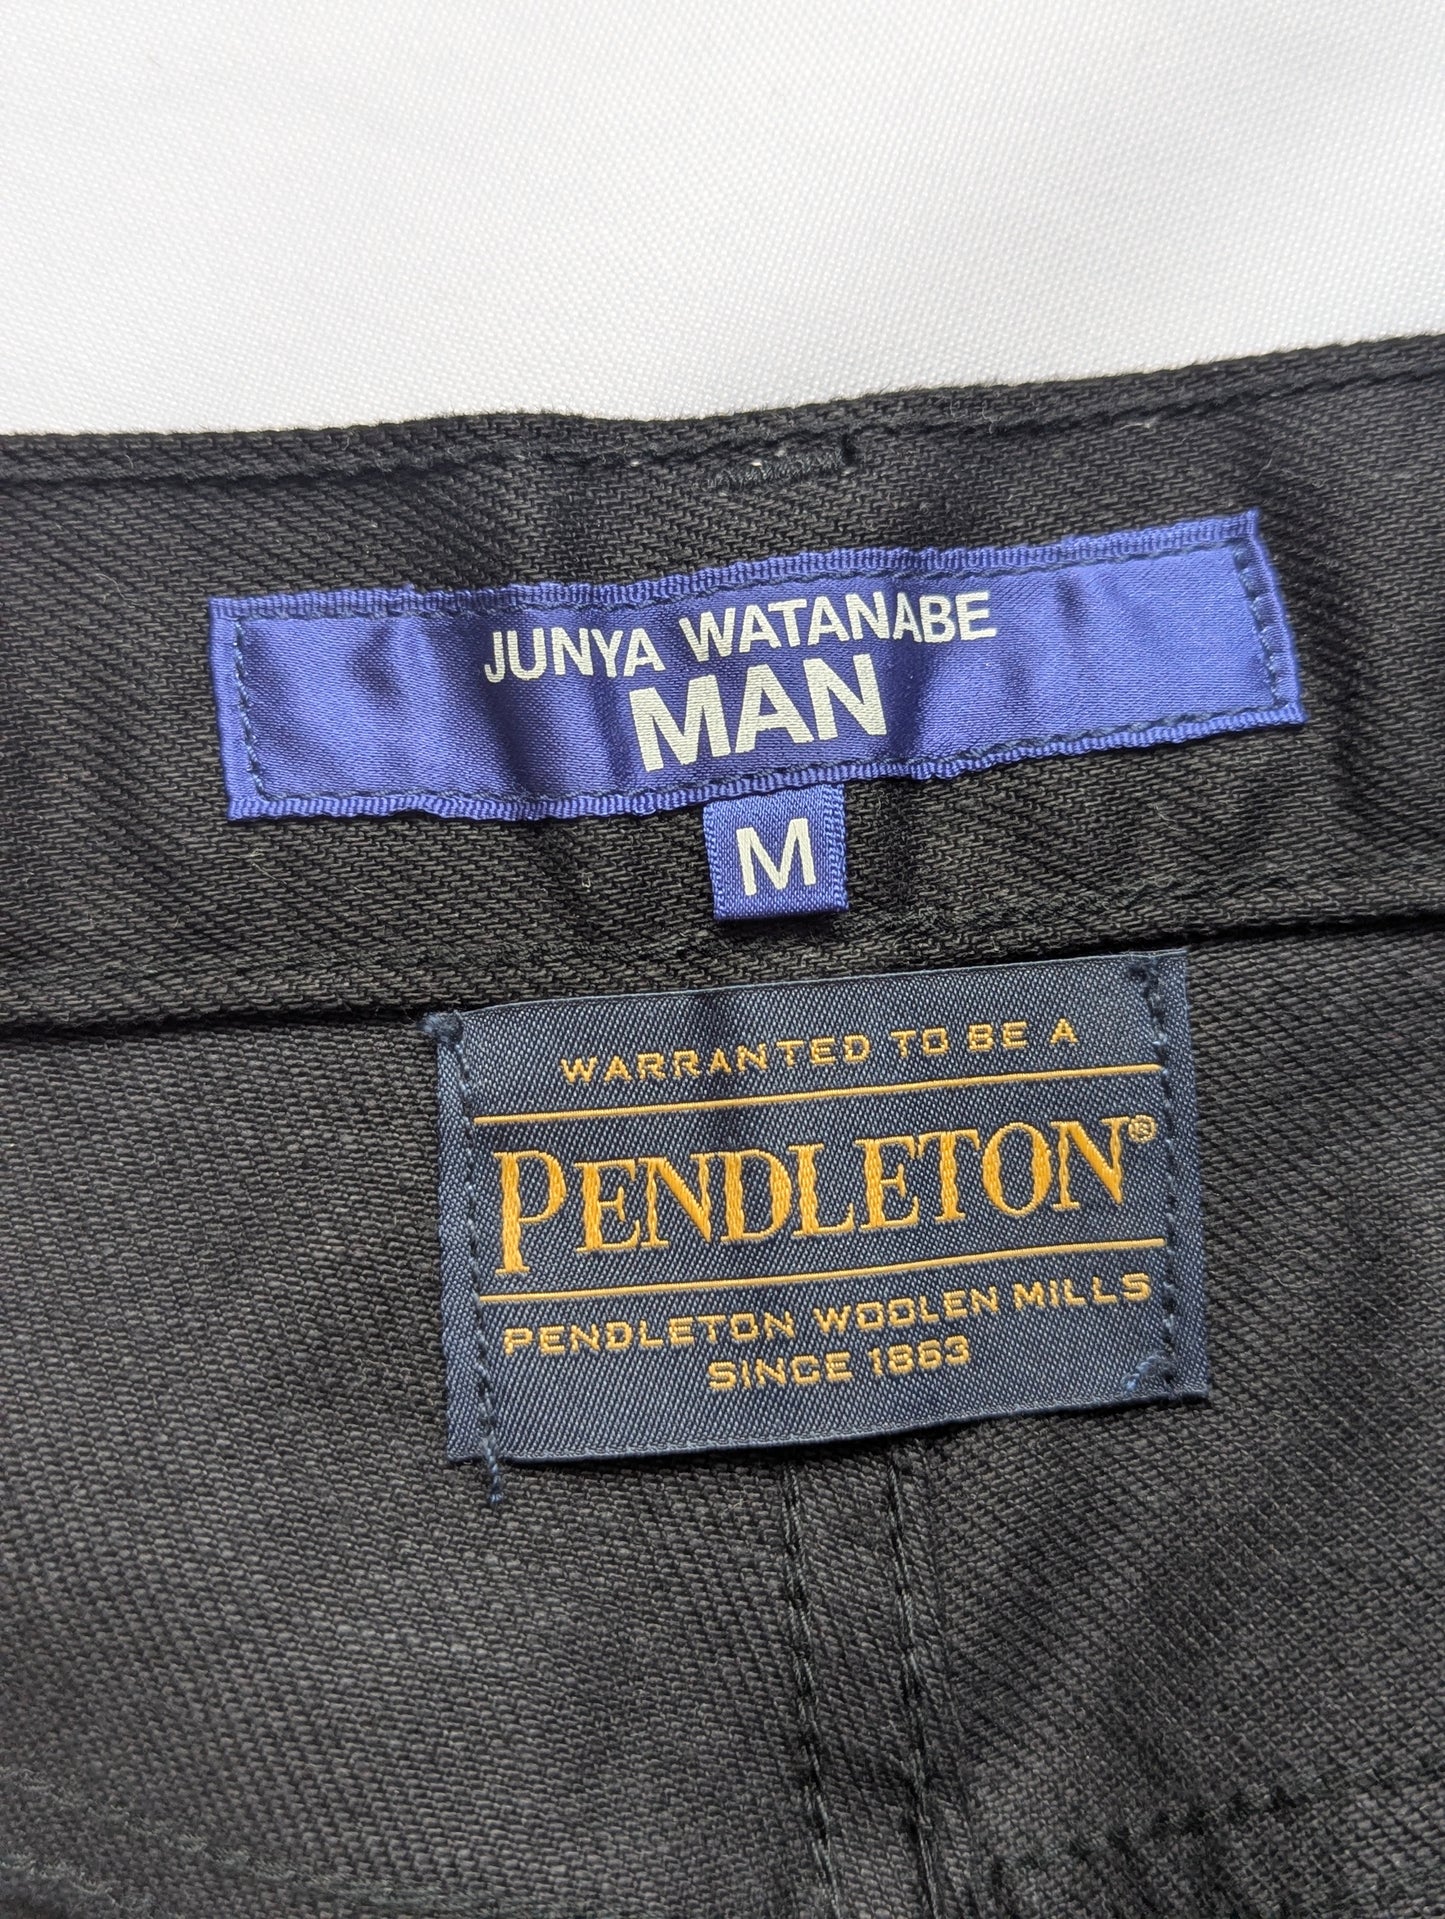 JUNYA WATANABE
MAN
M
WARRANTED TO BE A
PENDLETON®
PENDLETON WOOLEN MILLS
SINCE 1863